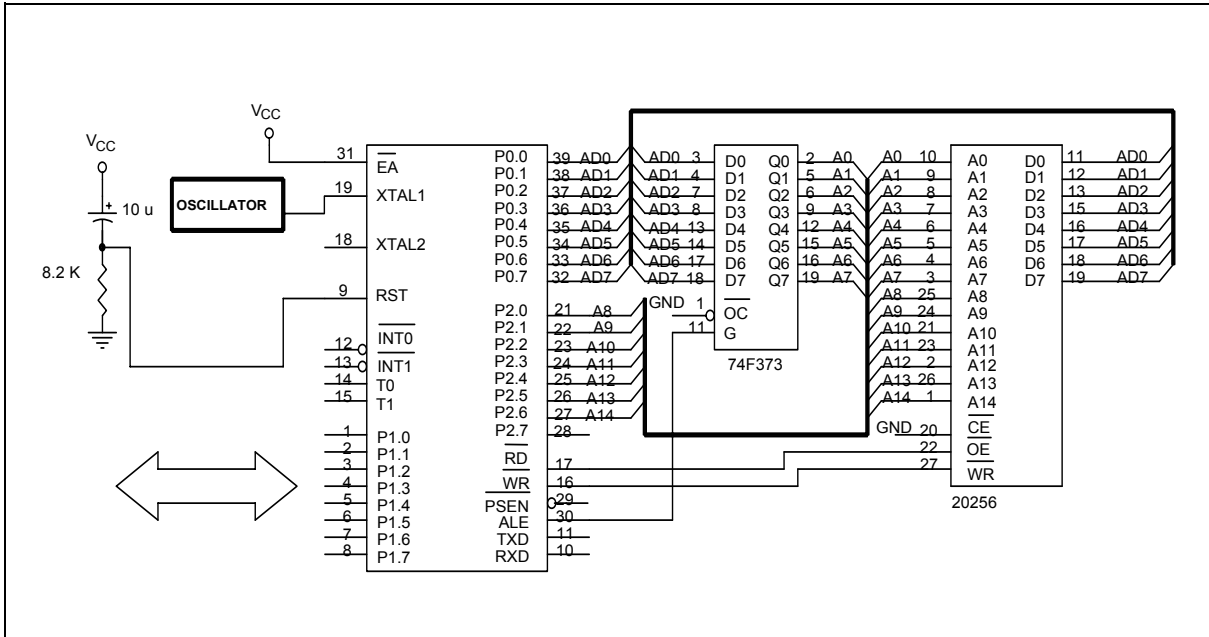 VCC
VCC
+
10 u
8.2 K
OSCILLATOR
31
EA
19
XTAL1
18
XTAL2
9
RST
12
INT0
13
INT1
14
T0
15
T1
1
P1.0
2
P1.1
3
P1.2
4
P1.3
5
P1.4
6
P1.5
7
P1.6
8
P1.7
P0.0 39 AD0
P0.1 38 AD1
P0.2 37 AD2
P0.3 36 AD3
P0.4 35 AD4
P0.5 34 AD5
P0.6 33 AD6
P0.7 32 AD7
P2.0 21 A8
P2.1 22 A9
P2.2 23 A10
P2.3 24 A11
P2.4 25 A12
P2.5 26 A13
P2.6 27 A14
P2.7 28
RD 17
WR 16
PSEN 29
ALE 30
TXD 11
RXD 10
AD0 3 D0 Q0 2 A0
AD1 4 D1 Q1 5 A1
AD2 7 D2 Q2 6 A2
AD3 8 D3 Q3 9 A3
AD4 13 D4 Q4 12 A4
AD5 14 D5 Q5 15 A5
AD6 17 D6 Q6 16 A6
AD7 18 D7 Q7 19 A7
GND 1 OC
11 G
74F373
A0 10 A0 D0 11 AD0
A1 9 A1 D1 12 AD1
A2 8 A2 D2 13 AD2
A3 7 A3 D3 15 AD3
A4 6 A4 D4 16 AD4
A5 5 A5 D5 17 AD5
A6 4 A6 D6 18 AD6
A7 3 A7 D7 19 AD7
A8 25 A8
A9 24 A9
A10 21 A10
A11 23 A11
A12 2 A12
A13 26 A13
A14 1 A14
GND 20 CE
22 OE
27 WR
20256